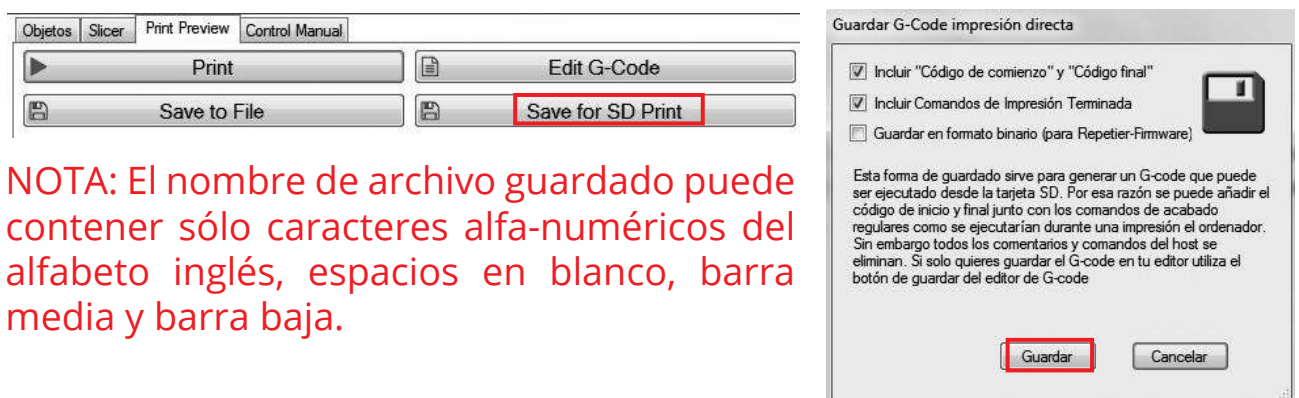 Objetos Slicer Print Preview Control Manual
Print Edit G-Code
Save to File Save for SD Print
NOTA: El nombre de archivo guardado puede
contener sólo caracteres alfa-numéricos del
alfabeto inglés, espacios en blanco, barra
media y barra baja.
Guardar G-Code impresión directa
Incluir "Código de comienzo" y "Código final"
Incluir Comandos de Impresión Terminada
Guardar en formato binario (para Repetier-Firmware)
Esta forma de guardado sirve para generar un G-code que puede
ser ejecutado desde la tarjeta SD. Por esa razón se puede añadir el
código de inicio y final junto con los comandos de acabado
regulares como se ejecutarían durante una impresión el ordenador.
Sin embargo todos los comentarios y comandos del host se
eliminan. Si solo quieres guardar el G-code en tu editor utiliza el
botón de guardar del editor de G-code
Guardar Cancelar